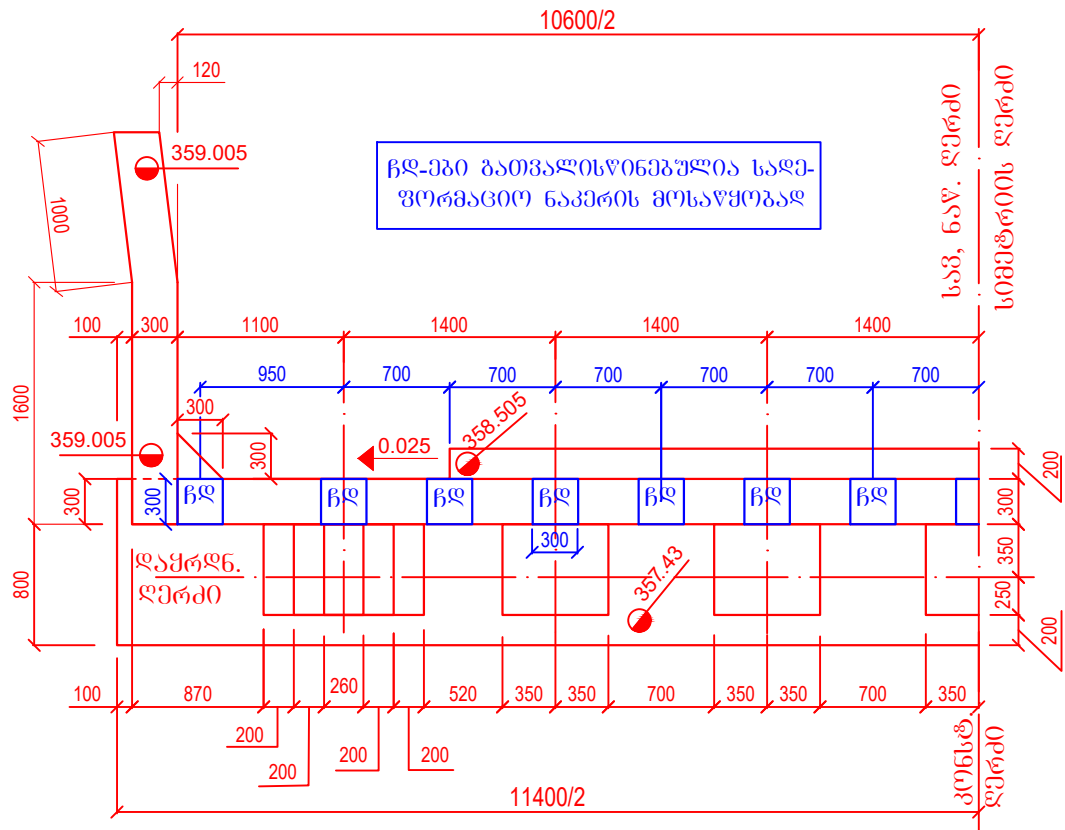 10600/2
120
359.005
ᲩᲓ-ᲔᲑᲘ ᲒᲐᲗᲕᲐᲚᲘᲡᲬᲘᲜᲔᲑᲣᲚᲘᲐ ᲡᲐᲓᲔ-
ᲤᲝᲠᲛᲐᲪᲘᲝ ᲜᲐᲙᲔᲠᲘᲡ ᲛᲝᲡᲐᲬᲧᲝᲑᲐᲓ
ᲡᲐᲕ, ᲜᲐᲬ. ᲦᲔᲠᲫᲘ
ᲡᲘᲛᲔᲢᲠᲘᲘᲡ ᲦᲔᲠᲫᲘ
1000
100 300 1100 1400 1400 1400
950 700 700 700 700 700 700
1600
300
359.005
300
0.025
358.505
200
300 300 ᲩᲓ ᲩᲓ ᲩᲓ ᲩᲓ ᲩᲓ ᲩᲓ ᲩᲓ 300
300
ᲓᲐᲧᲠᲓᲜ.
ᲦᲔᲠᲫᲘ
800
357.43
350
250
200
100 870 260 520 350 350 700 350 350 700 350
200 200 200 200
ᲙᲝᲜᲡᲢ.
ᲦᲔᲠᲫᲘ
11400/2